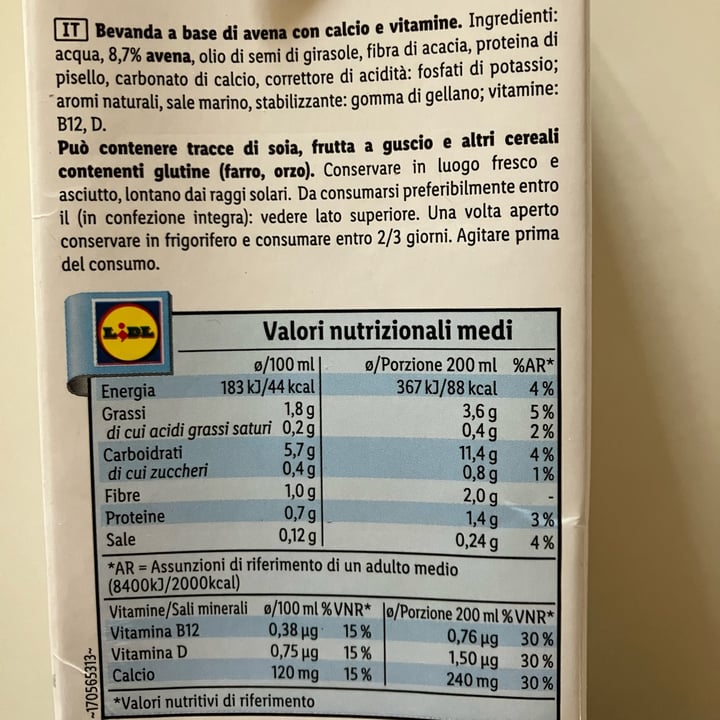 IT Bevanda a base di avena con calcio e vitamine. Ingredienti:
acqua, 8,7% avena, olio di semi di girasole, fibra di acacia, proteina di
pisello, carbonato di calcio, correttore di acidità: fosfati di potassio;
aromi naturali, sale marino, stabilizzante: gomma di gellano; vitamine:
B12, D.
Può contenere tracce di soia, frutta a guscio e altri cereali
contenenti glutine (farro, orzo). Conservare in luogo fresco e
asciutto, lontano dai raggi solari. Da consumarsi preferibilmente entro
il (in confezione integra): vedere lato superiore. Una volta aperto
conservare in frigorifero e consumare entro 2/3 giorni. Agitare prima
del consumo.
LIDL
Valori nutrizionali medi
ø/100 ml ø/Porzione 200 ml %AR*
Energia 183 kJ/44 kcal 367 kJ/88 kcal 4%
Grassi 1,8 g 3,6 g 5%
di cui acidi grassi saturi 0,2 g 0,4 g 2%
Carboidrati 5,7 g 11,4 g 4%
di cui zuccheri 0,4 g 0,8 g 1%
Fibre 1,0 g 2,0 g -
Proteine 0,7 g 1,4 g 3%
Sale 0,12 g 0,24 g 4%
*AR = Assunzioni di riferimento di un adulto medio
(8400kJ/2000kcal)
Vitamine/Sali minerali ø/100 ml %VNR* ø/Porzione 200 ml %VNR*
Vitamina B12 0,38 µg 15% 0,76 µg 30%
Vitamina D 0,75 µg 15% 1,50 µg 30%
Calcio 120 mg 15% 240 mg 30%
*Valori nutritivi di riferimento
~170565313~